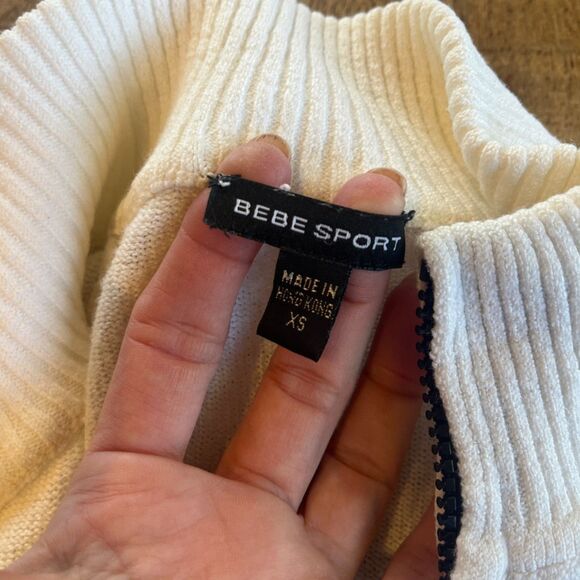 BEBE SPORT
MADE IN
HONG KONG
XS